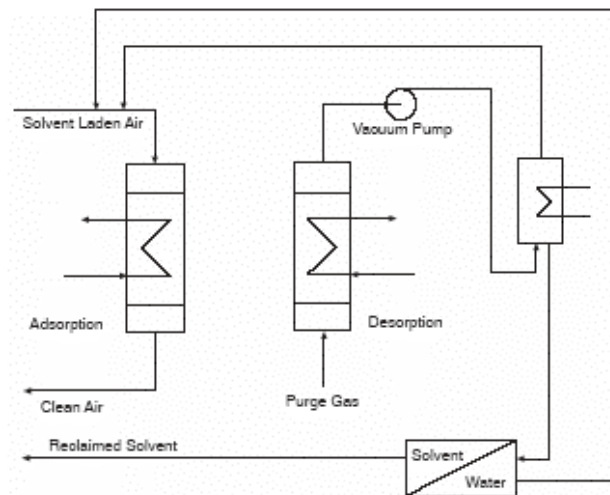 Solvent Laden Air
Vacuum Pump
Adsorption
Desorption
Clean Air
Purge Gas
Reclaimed Solvent
Solvent
Water